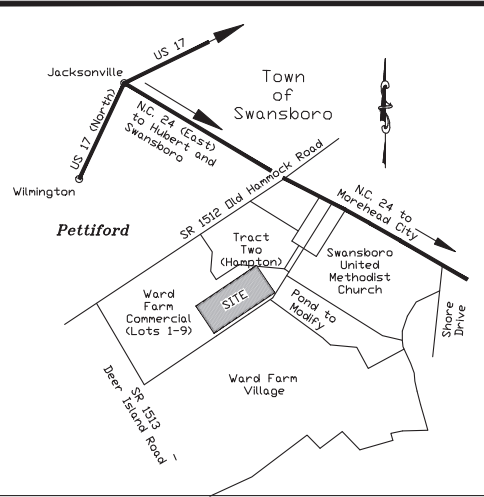 US 17
Jacksonville
Town
of
Swansboro
US 17 (North)
N.C. 24 (East)
to Hubert and
Swansboro
Wilmington
SR 1512 Old Hammock Road
N.C. 24 to
Morehead City
Pettiford
Tract
Two
(Hampton)
Swansboro
United
Methodist
Church
Ward
Farm
Commercial
(Lots 1-9)
SITE
Pond to
Modify
Shore
Drive
SR 1513
Deer Island Road
Ward Farm
Village